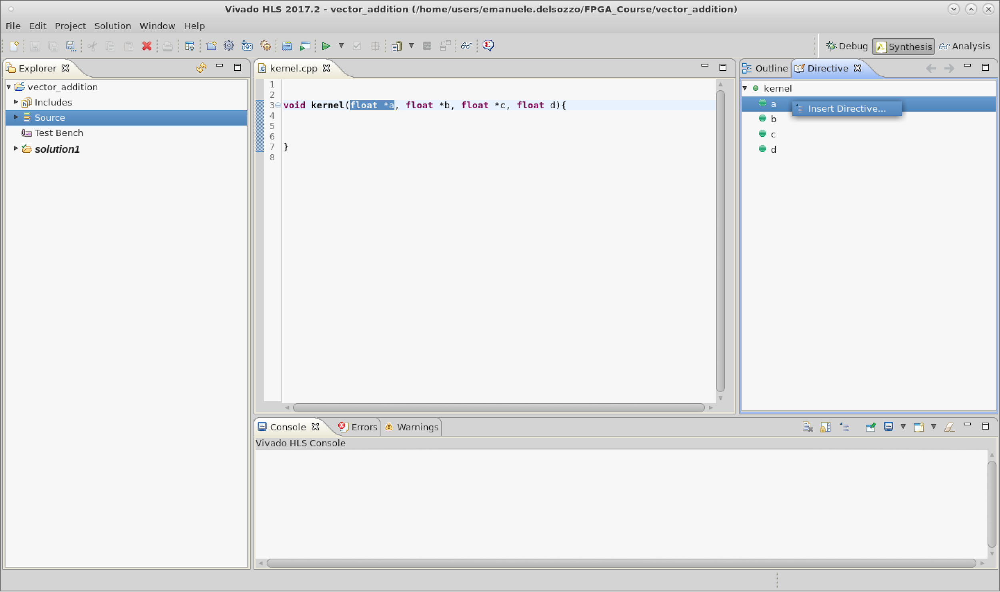 Vivado HLS 2017.2 - vector_addition (/home/users/emanuele.delsozzo/FPGA_Course/vector_addition)
File Edit Project Solution Window Help
Debug Synthesis Analysis
Explorer
vector_addition
Includes
Source
Test Bench
solution1
kernel.cpp
1
2
3 void kernel(float *a, float *b, float *c, float d){
4
5
6
7 }
8
Outline Directive
kernel
a
Insert Directive...
b
c
d
Console Errors Warnings
Vivado HLS Console